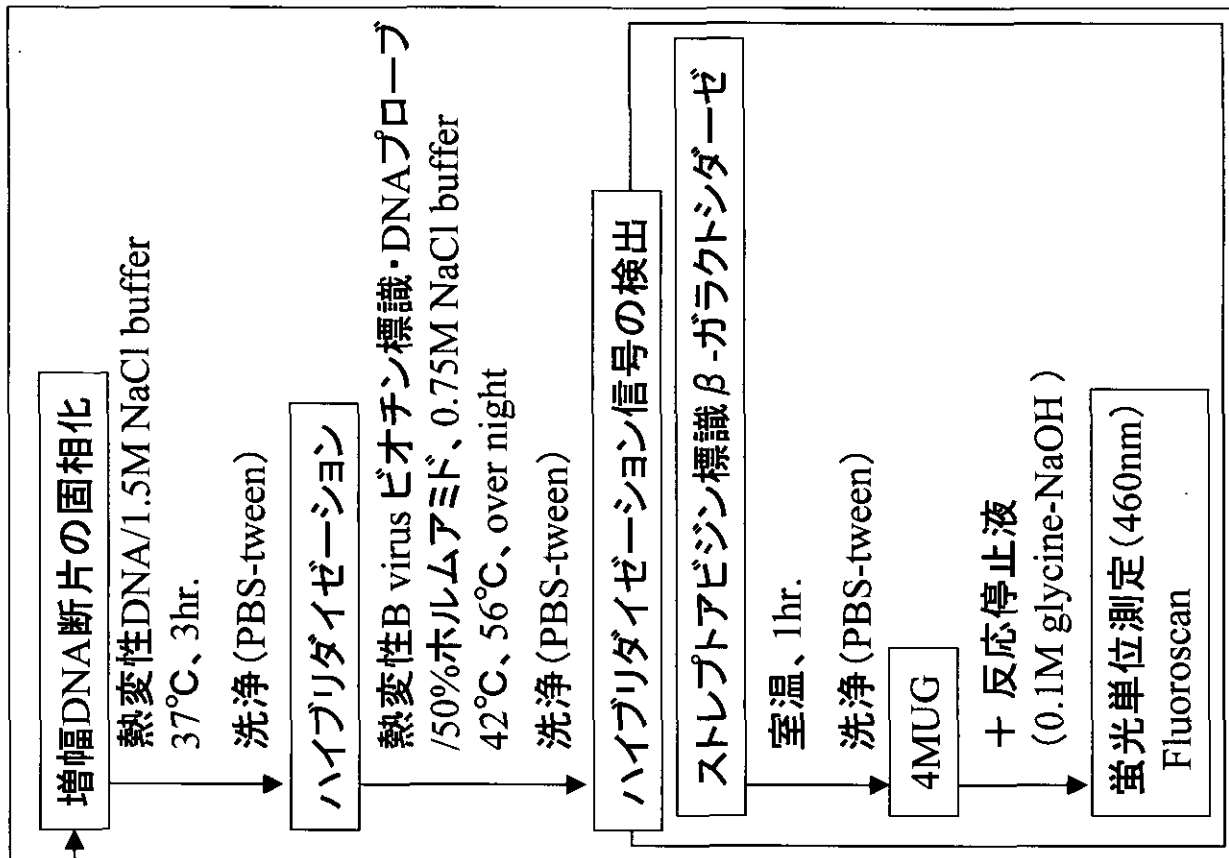 増幅DNA断片の固相化
熱変性DNA/1.5M NaCl buffer
37℃、3hr.
洗浄(PBS-tween)
ハイブリダイゼーション
熱変性B virus ビオチン標識・DNAプローブ
/50%ホルムアミド、0.75M NaCl buffer
42℃、56℃、over night
洗浄(PBS-tween)
ハイブリダイゼーション信号の検出
ストレプトアビジン標識β-ガラクトシダーゼ
室温、1hr.
洗浄(PBS-tween)
4MUG
+ 反応停止液
(0.1M glycine-NaOH)
蛍光単位測定(460nm)
Fluoroscan